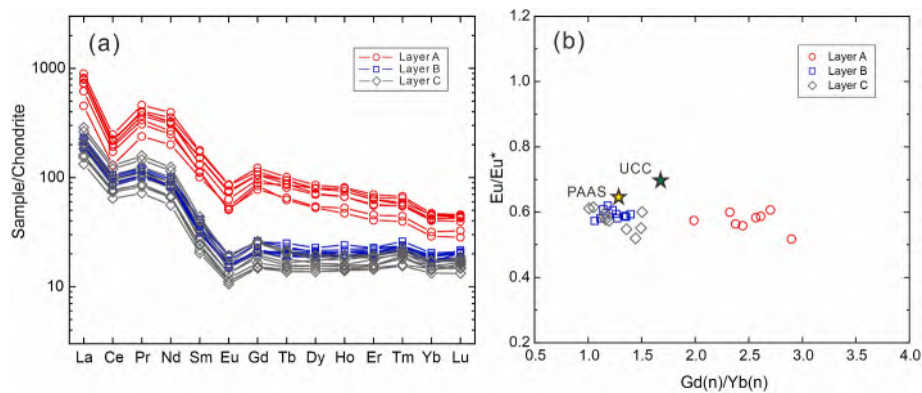 (a)
Layer A
Layer B
Layer C
Sample/Chondrite
1000
100
10
La Ce Pr Nd Sm Eu Gd Tb Dy Ho Er Tm Yb Lu
(b)
Layer A
Layer B
Layer C
Eu/Eu*
1.2
1.0
0.8
0.6
0.4
0.2
UCC
PAAS
0.5 1.0 1.5 2.0 2.5 3.0 3.5 4.0
Gd(n)/Yb(n)